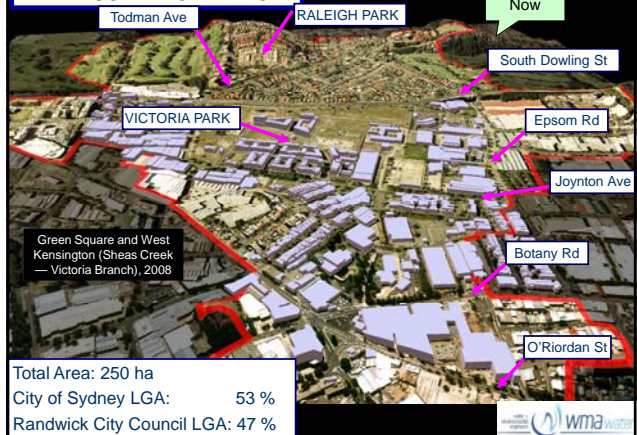 Now
Todman Ave
RALEIGH PARK
South Dowling St
VICTORIA PARK
Epsom Rd
Joynton Ave
Green Square and West
Kensington (Sheas Creek
— Victoria Branch), 2008
Botany Rd
O'Riordan St
Total Area: 250 ha
City of Sydney LGA: 53 %
Randwick City Council LGA: 47 %
wma water